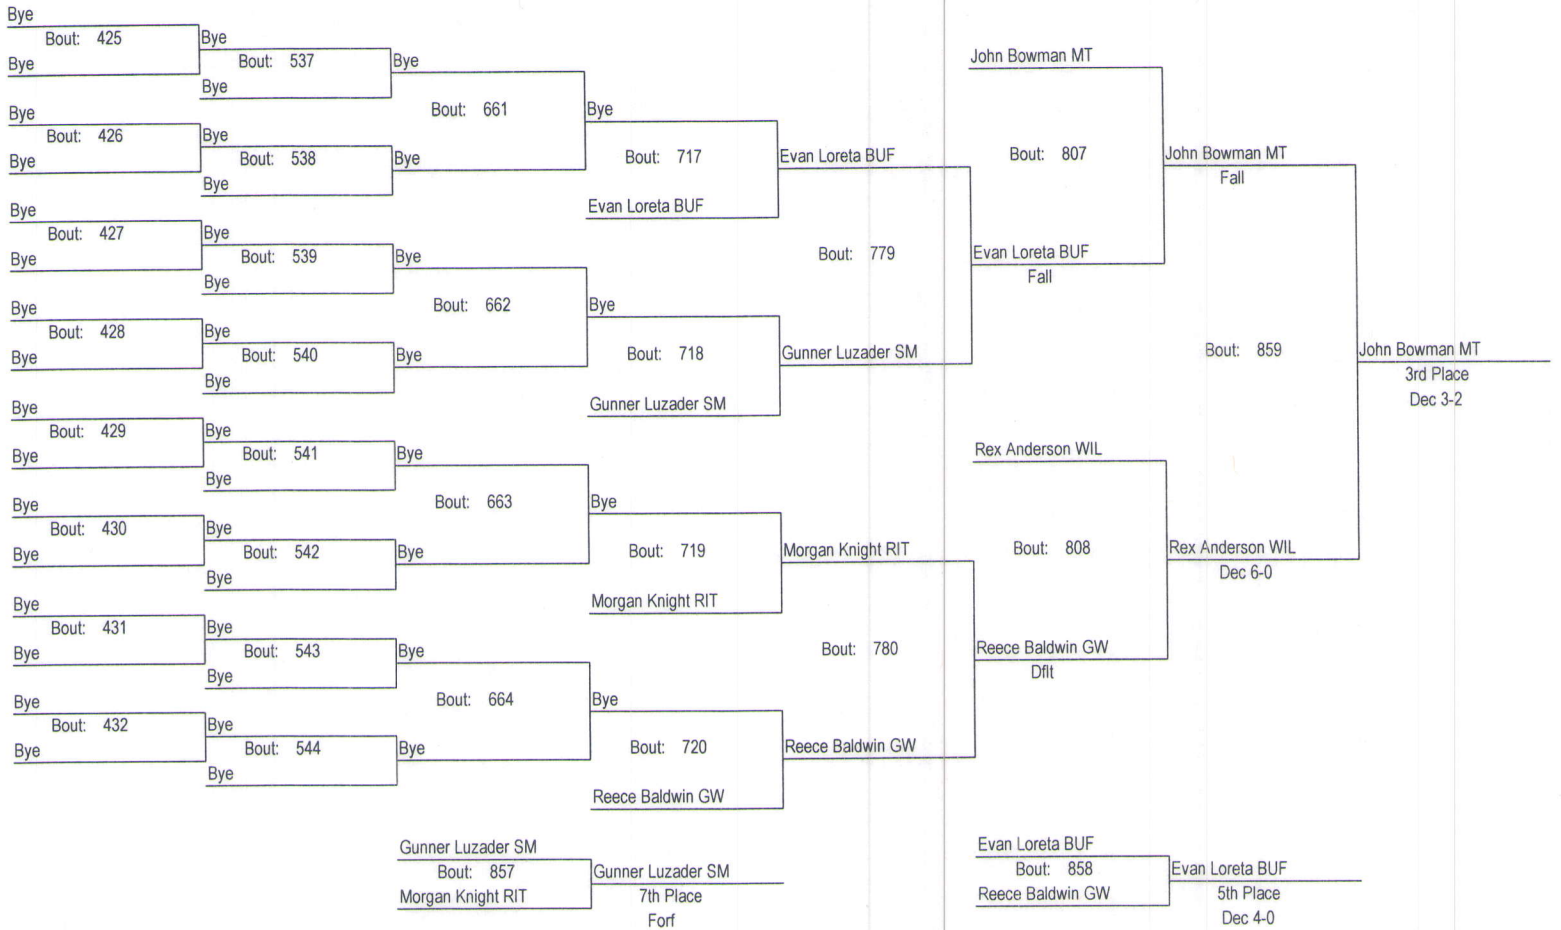 Bye
Bout: 425
Bye
Bye
Bout: 537
Bye
Bye
Bout: 426
Bye
Bye
Bout: 538
Bye
Bye
Bout: 661
Bye
Bye
Bout: 427
Bye
Bye
Bout: 539
Bye
Bye
Bout: 428
Bye
Bye
Bout: 540
Bye
Bye
Bout: 662
Bye
Bye
Bout: 429
Bye
Bye
Bout: 541
Bye
Bye
Bout: 430
Bye
Bye
Bout: 542
Bye
Bye
Bout: 663
Bye
Bye
Bout: 431
Bye
Bye
Bout: 543
Bye
Bye
Bout: 432
Bye
Bye
Bout: 544
Bye
Bye
Bout: 664
Bye
Bye
Bout: 717
Evan Loreta BUF
Bye
Bout: 718
Gunner Luzader SM
Bye
Bout: 719
Morgan Knight RIT
Bye
Bout: 720
Reece Baldwin GW
Evan Loreta BUF
Bout: 779
Gunner Luzader SM
Morgan Knight RIT
Bout: 780
Reece Baldwin GW
John Bowman MT
Bout: 807
Evan Loreta BUF
Fall
Rex Anderson WIL
Bout: 808
Reece Baldwin GW
Dflt
John Bowman MT
Fall
Bout: 859
Rex Anderson WIL
Dec 6-0
John Bowman MT
3rd Place
Dec 3-2
Gunner Luzader SM
Bout: 857
Morgan Knight RIT
Gunner Luzader SM
7th Place
Forf
Evan Loreta BUF
Bout: 858
Reece Baldwin GW
Evan Loreta BUF
5th Place
Dec 4-0